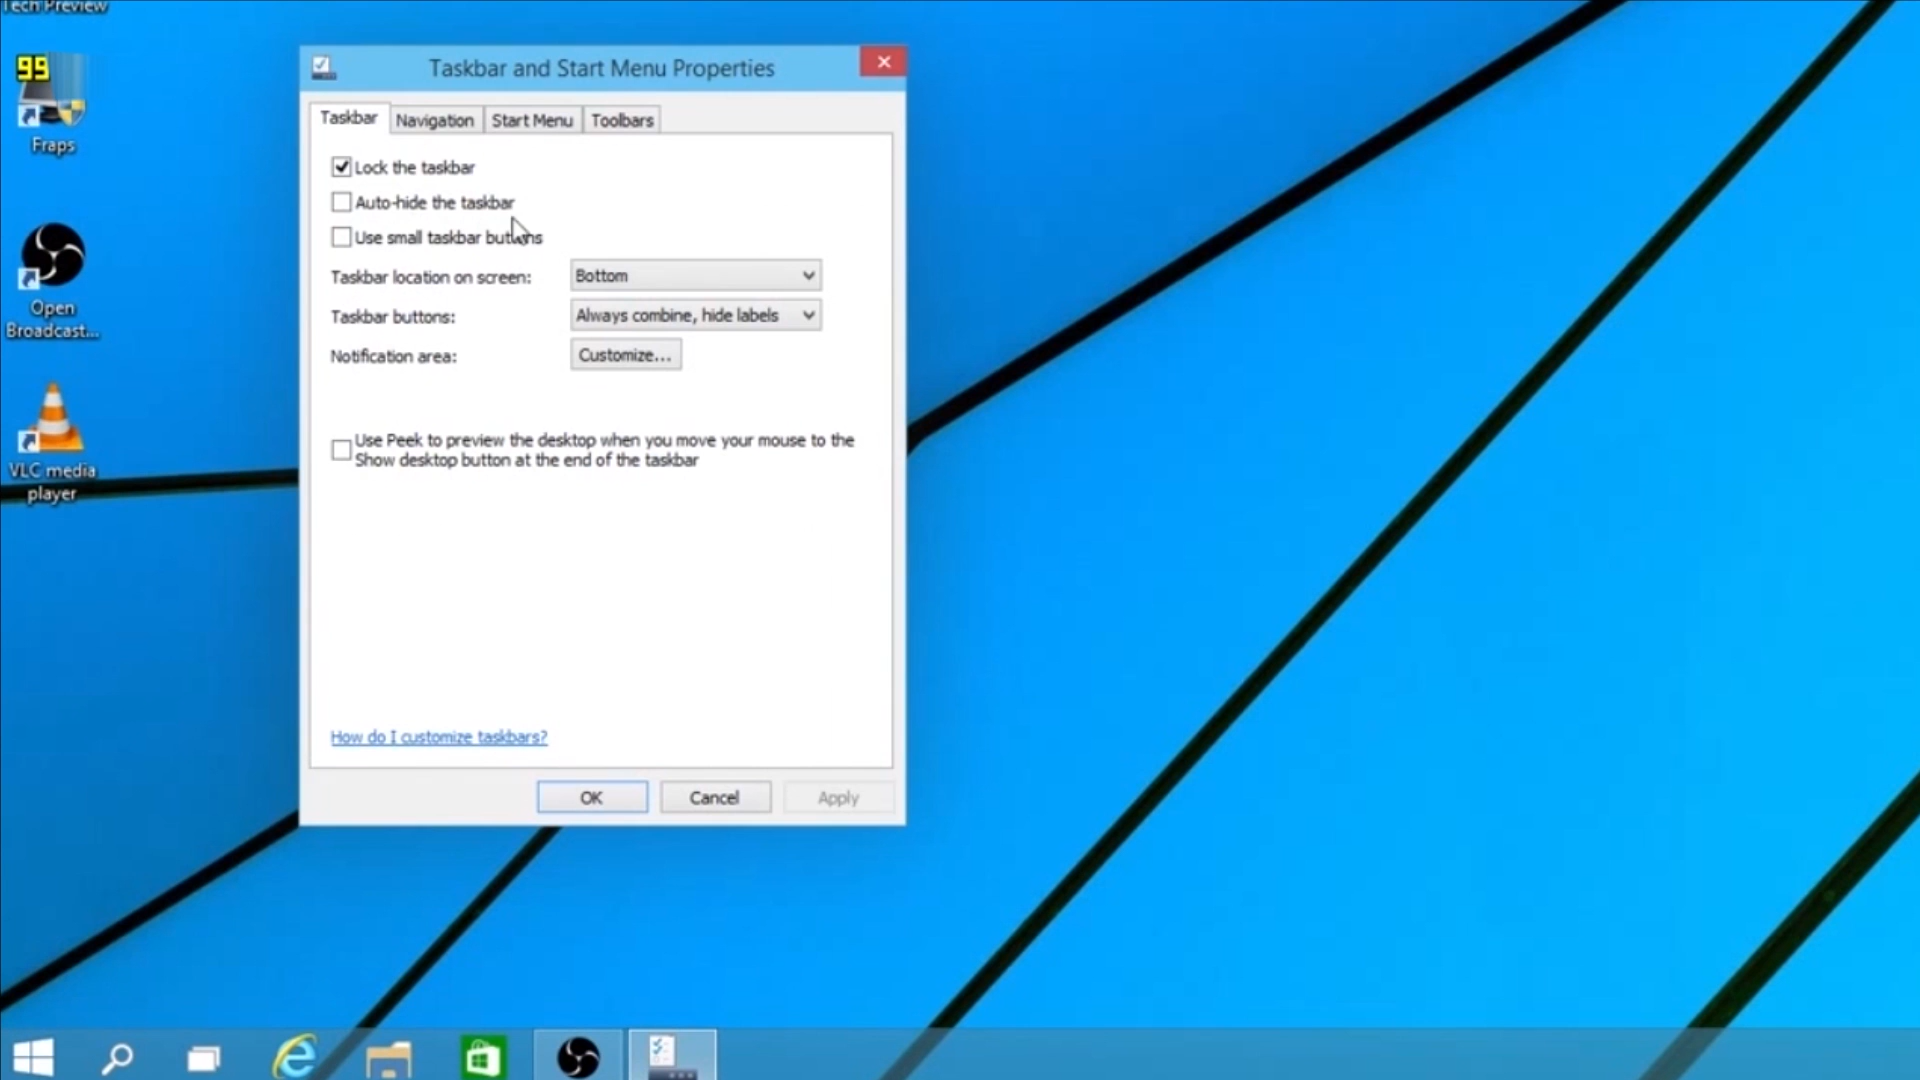 Tech Preview
99
Fraps
Open
Broadcast...
VLC media
player
Taskbar and Start Menu Properties
Taskbar
Navigation
Start Menu
Toolbars
Lock the taskbar
Auto-hide the taskbar
Use small taskbar buttons
Taskbar location on screen:
Bottom
Taskbar buttons:
Always combine, hide labels
Notification area:
Customize...
Use Peek to preview the desktop when you move your mouse to the
Show desktop button at the end of the taskbar
How do I customize taskbars?
OK
Cancel
Apply